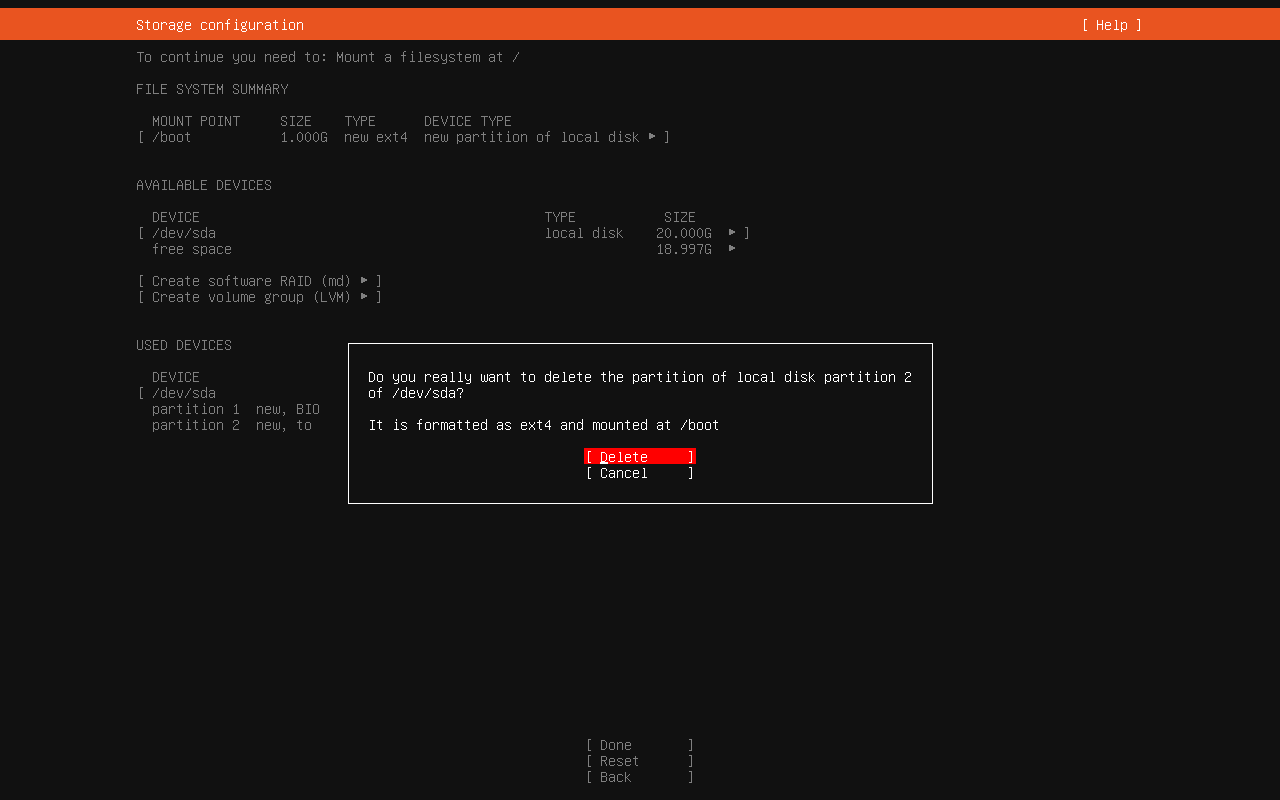 Storage configuration [ Help ]
To continue you need to: Mount a filesystem at /
FILE SYSTEM SUMMARY
MOUNT POINT SIZE TYPE DEVICE TYPE
[ /boot 1.000G new ext4 new partition of local disk ▸ ]
AVAILABLE DEVICES
DEVICE TYPE SIZE
[ /dev/sda local disk 20.000G ▸ ]
free space 18.997G ▸
[ Create software RAID (md) ▸ ]
[ Create volume group (LVM) ▸ ]
USED DEVICES
DEVICE
[ /dev/sda
partition 1 new, BIO
partition 2 new, to
Do you really want to delete the partition of local disk partition 2
of /dev/sda?
It is formatted as ext4 and mounted at /boot
[ Delete ]
[ Cancel ]
[ Done ]
[ Reset ]
[ Back ]